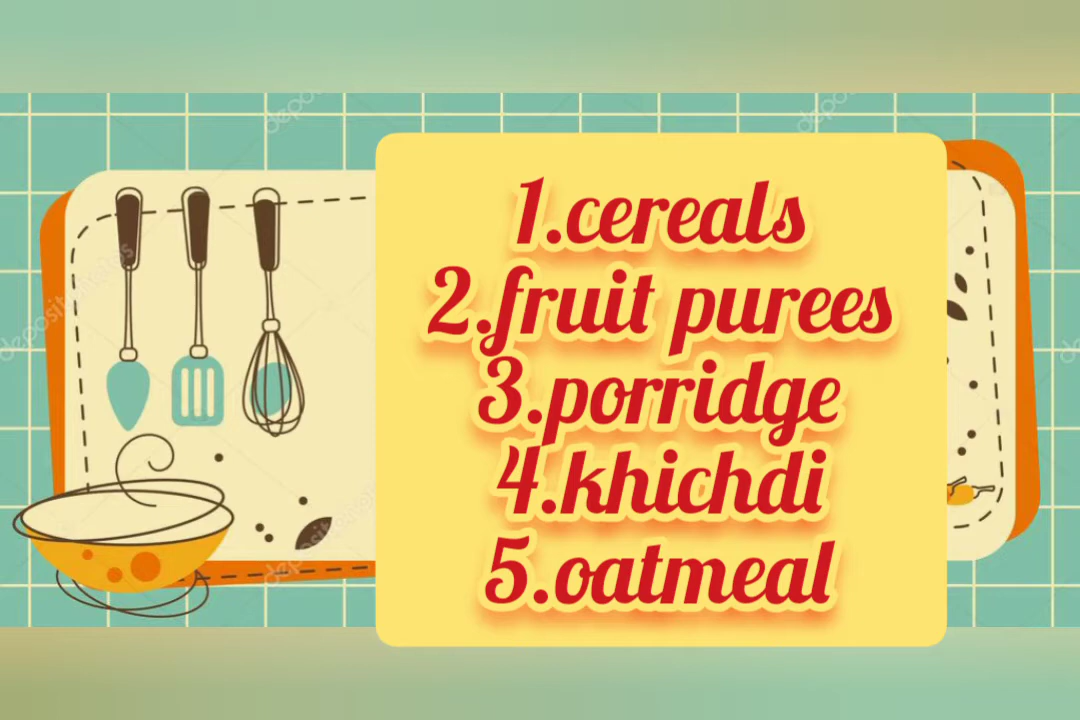 1.cereals
2.fruit purees
3.porridge
4.khichdi
5.oatmeal